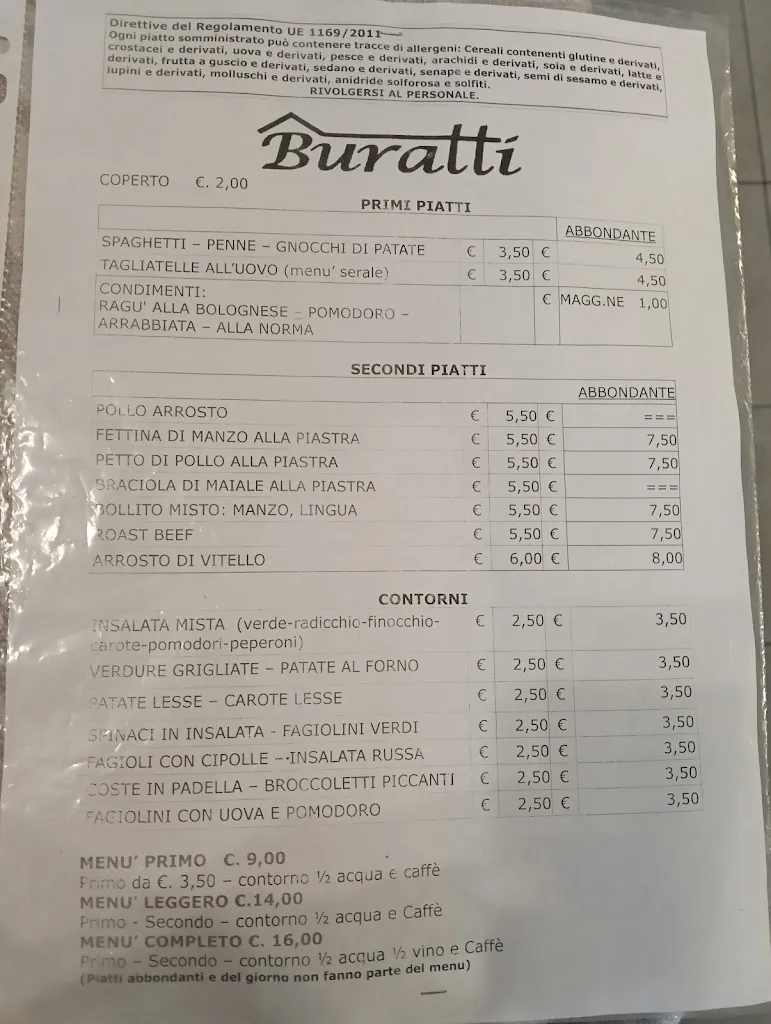 Direttive del Regolamento UE 1169/2011
Ogni piatto somministrato può contenere tracce di allergeni: Cereali contenenti glutine e derivati,
crostacei e derivati, uova e derivati, pesce e derivati, arachidi e derivati, soia e derivati, latte e
derivati, frutta a guscio e derivati, sedano e derivati, senape e derivati, semi di sesamo e derivati,
lupini e derivati, molluschi e derivati, anidride solforosa e solfiti.
RIVOLGERSI AL PERSONALE.
Buratti
COPERTO €. 2,00
PRIMI PIATTI
ABBONDANTE
SPAGHETTI – PENNE – GNOCCHI DI PATATE € 3,50 € 4,50
TAGLIATELLE ALL'UOVO (menu' serale) € 3,50 € 4,50
CONDIMENTI: € MAGG.NE 1,00
RAGU' ALLA BOLOGNESE – POMODORO –
ARRABBIATA – ALLA NORMA
SECONDI PIATTI
ABBONDANTE
POLLO ARROSTO € 5,50 € ===
FETTINA DI MANZO ALLA PIASTRA € 5,50 € 7,50
PETTO DI POLLO ALLA PIASTRA € 5,50 € 7,50
BRACIOLA DI MAIALE ALLA PIASTRA € 5,50 € ===
BOLLITO MISTO: MANZO, LINGUA € 5,50 € 7,50
ROAST BEEF € 5,50 € 7,50
ARROSTO DI VITELLO € 6,00 € 8,00
CONTORNI
INSALATA MISTA (verde-radicchio-finocchio- € 2,50 € 3,50
carote-pomodori-peperoni)
VERDURE GRIGLIATE – PATATE AL FORNO € 2,50 € 3,50
PATATE LESSE – CAROTE LESSE € 2,50 € 3,50
SPINACI IN INSALATA - FAGIOLINI VERDI € 2,50 € 3,50
FAGIOLI CON CIPOLLE –-INSALATA RUSSA € 2,50 € 3,50
COSTE IN PADELLA – BROCCOLETTI PICCANTI € 2,50 € 3,50
FAGIOLINI CON UOVA E POMODORO € 2,50 € 3,50
MENU' PRIMO €. 9,00
Primo da €. 3,50 – contorno ½ acqua e caffè
MENU' LEGGERO €.14,00
Primo - Secondo – contorno ½ acqua e Caffè
MENU' COMPLETO €. 16,00
Primo – Secondo – contorno ½ acqua ½ vino e Caffè
(Piatti abbondanti e del giorno non fanno parte del menu)